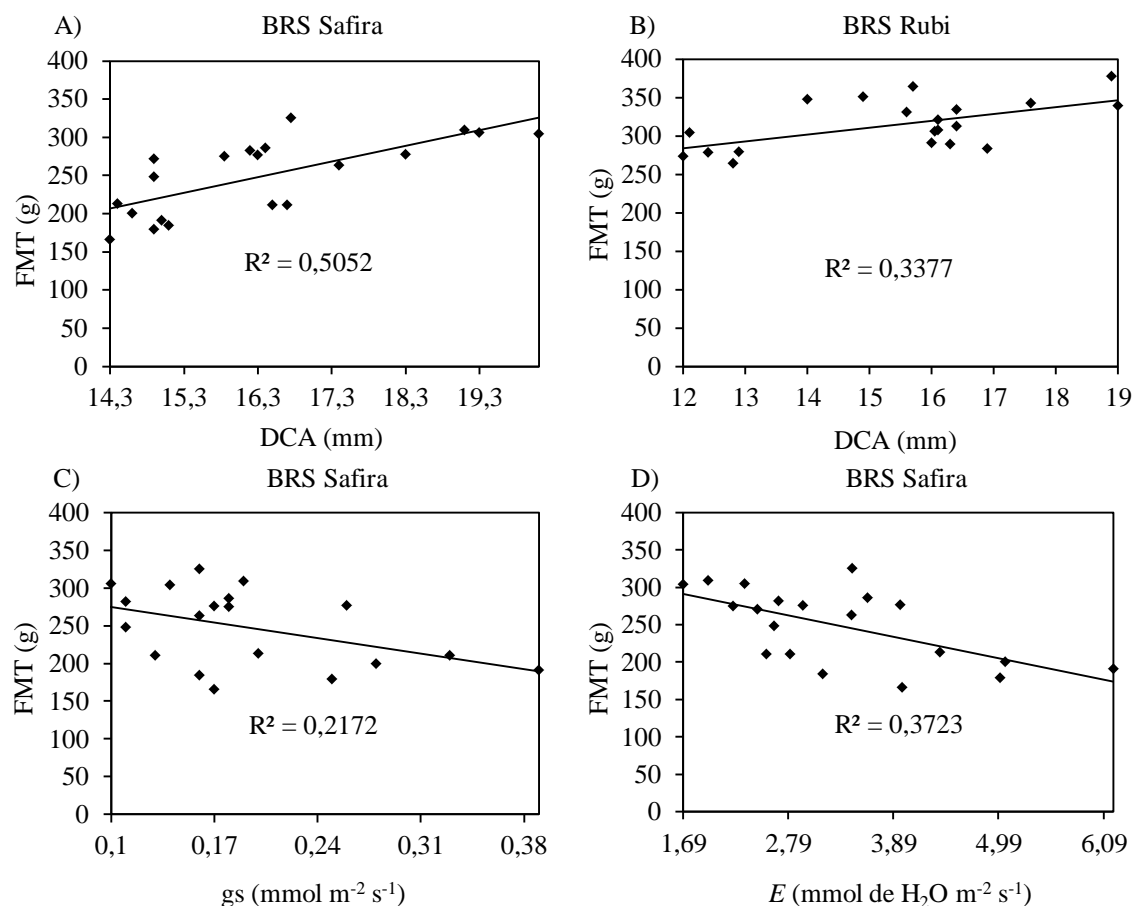 A)
BRS Safira
400
350
300
250
200
150
100
50
0
FMT (g)
R² = 0,5052
14,3 15,3 16,3 17,3 18,3 19,3
DCA (mm)
B)
BRS Rubi
400
350
300
250
200
150
100
50
0
FMT (g)
R² = 0,3377
12 13 14 15 16 17 18 19
DCA (mm)
C)
BRS Safira
400
350
300
250
200
150
100
50
0
FMT (g)
R² = 0,2172
0,1 0,17 0,24 0,31 0,38
gs (mmol m⁻² s⁻¹)
D)
BRS Safira
400
350
300
250
200
150
100
50
0
FMT (g)
R² = 0,3723
1,69 2,79 3,89 4,99 6,09
E (mmol de H₂O m⁻² s⁻¹)